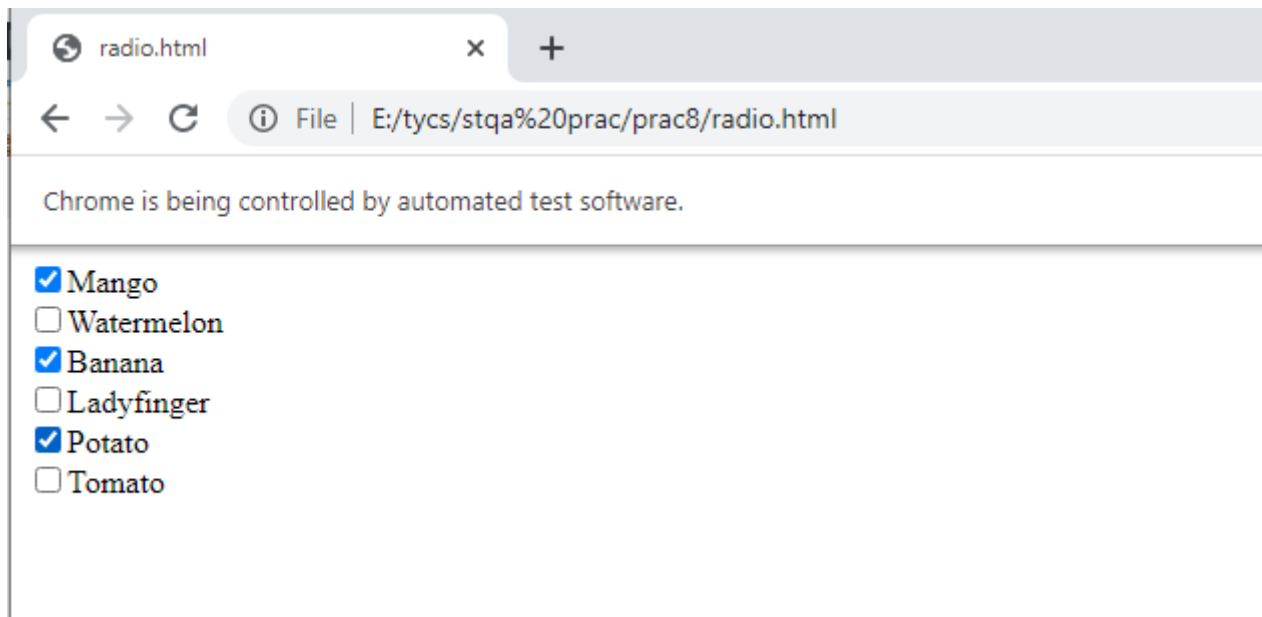 radio.html
File E:/tycs/stqa%20prac/prac8/radio.html
Chrome is being controlled by automated test software.
Mango
Watermelon
Banana
Ladyfinger
Potato
Tomato